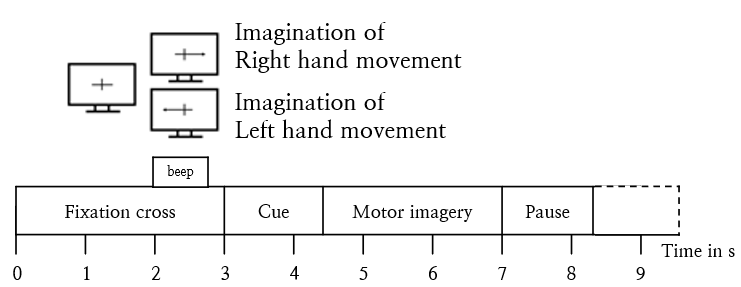 Imagination of
Right hand movement
Imagination of
Left hand movement
beep
Fixation cross Cue Motor imagery Pause
Time in s
0 1 2 3 4 5 6 7 8 9